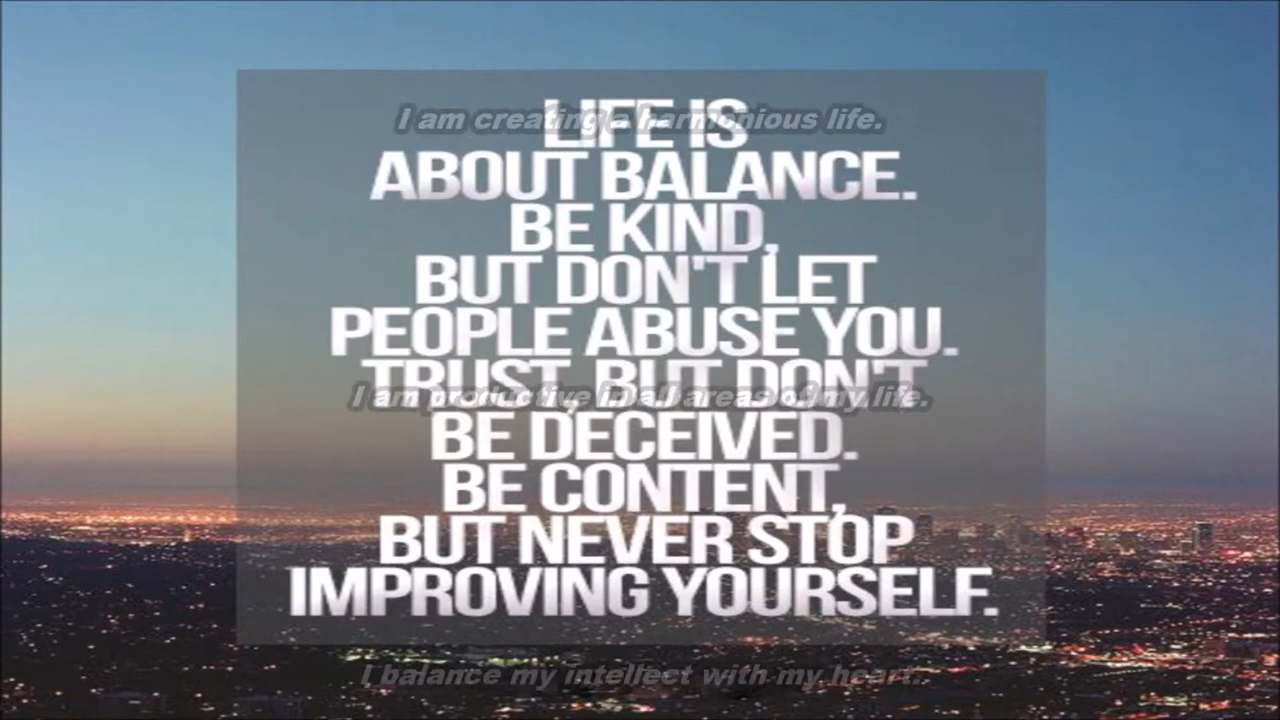 I am creating a harmonious life.
LIFE IS
ABOUT BALANCE.
BE KIND,
BUT DON'T LET
PEOPLE ABUSE YOU.
TRUST, BUT DON'T
I am productive in all areas of my life.
BE DECEIVED.
BE CONTENT,
BUT NEVER STOP
IMPROVING YOURSELF.
I balance my intellect with my heart.